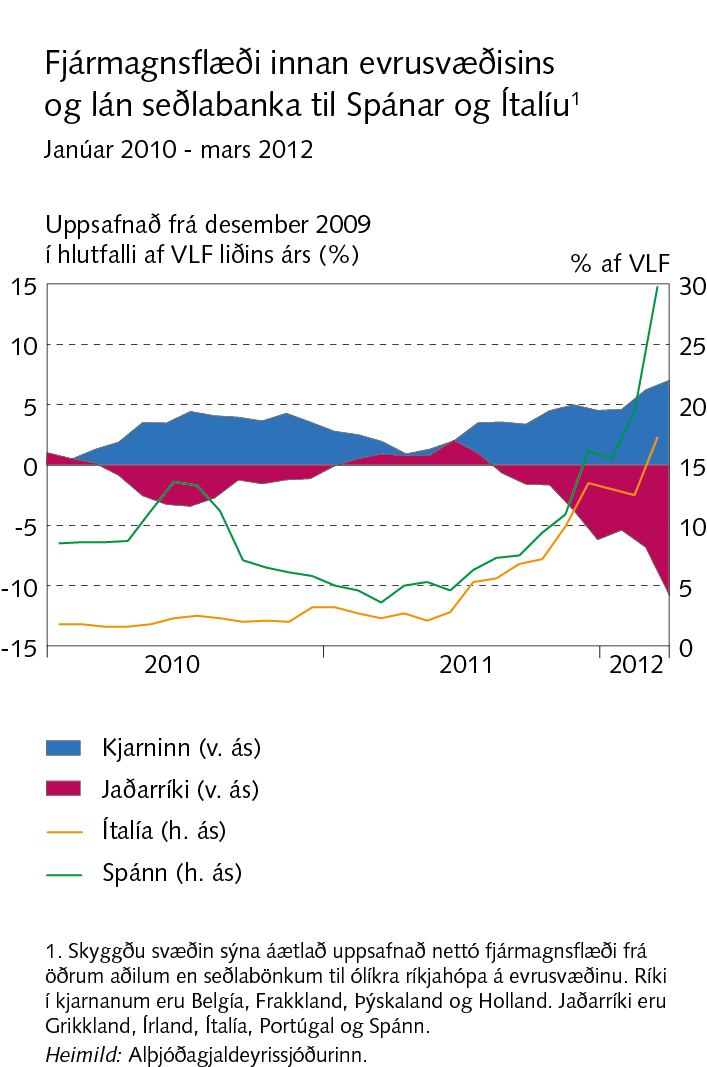 Fjármagnsflæði innan evrusvæðisins
og lán seðlabanka til Spánar og Ítalíu¹
Janúar 2010 - mars 2012
Uppsafnað frá desember 2009
í hlutfalli af VLF liðins árs (%)
% af VLF
15 30
10 25
5 20
0 15
-5 10
-10 5
-15 0
2010 2011 2012
Kjarninn (v. ás)
Jaðarríki (v. ás)
Ítalía (h. ás)
Spánn (h. ás)
1. Skyggðu svæðin sýna áætlað uppsafnað nettó fjármagnsflæði frá
öðrum aðilum en seðlabönkum til ólíkra ríkjahópa á evrusvæðinu. Ríki
í kjarnanum eru Belgía, Frakkland, Þýskaland og Holland. Jaðarríki eru
Grikkland, Írland, Ítalía, Portúgal og Spánn.
Heimild: Alþjóðagjaldeyrissjóðurinn.